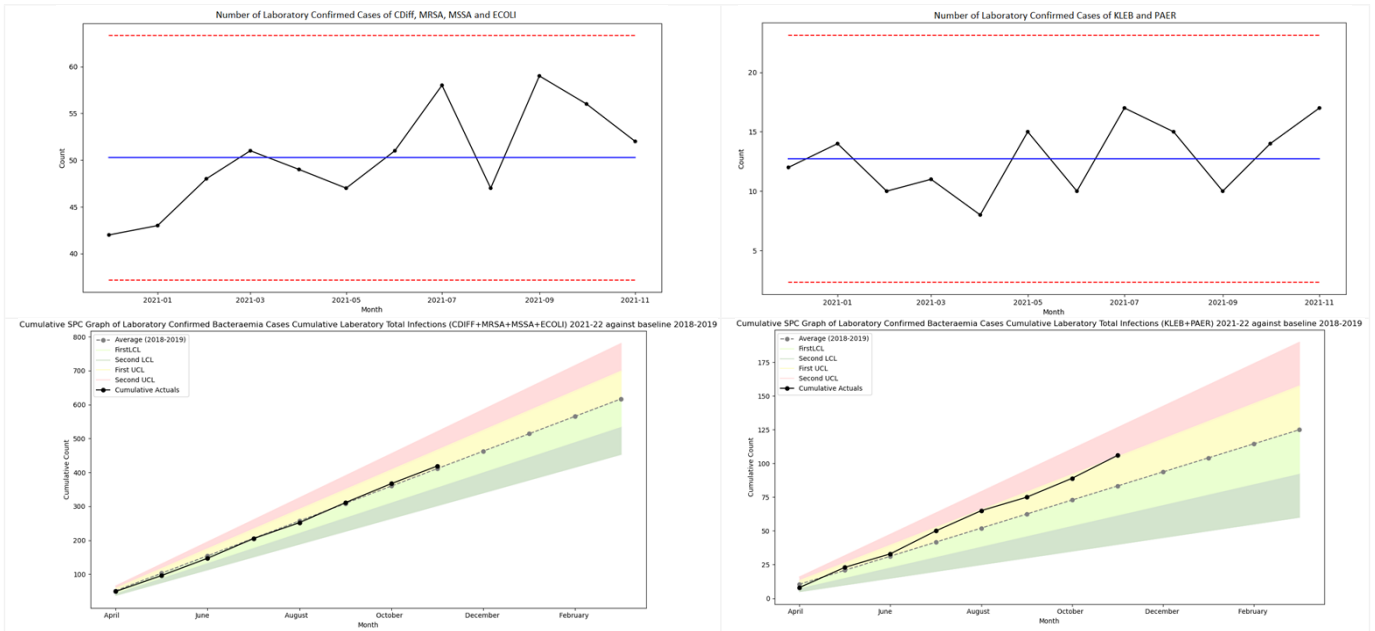 Number of Laboratory Confirmed Cases of CDiff, MRSA, MSSA and ECOLI
60
55
50
45
40
Count
2021-01 2021-03 2021-05 2021-07 2021-09 2021-11
Month
Number of Laboratory Confirmed Cases of KLEB and PAER
20
15
10
5
Count
2021-01 2021-03 2021-05 2021-07 2021-09 2021-11
Month
Cumulative SPC Graph of Laboratory Confirmed Bacteraemia Cases Cumulative Laberatory Total Infections (CDIFF+MRSA+MSSA+ECOLI) 2021-22 against baseline 2018-2019
800
700
600
500
400
300
200
100
Cumulative Count
Average (2018-2019)
FirstLCL
Second LCL
First UCL
Second UCL
Cumulative Actuals
April June August October December February
Month
Cumulative SPC Graph of Laboratory Confirmed Bacteraemia Cases Cumulative Laberatory Total Infections (KLEB+PAER) 2021-22 against baseline 2018-2019
175
150
125
100
75
50
25
0
Cumulative Count
Average (2018-2019)
FirstLCL
Second LCL
First UCL
Second UCL
Cumulative Actuals
April June August October December February
Month